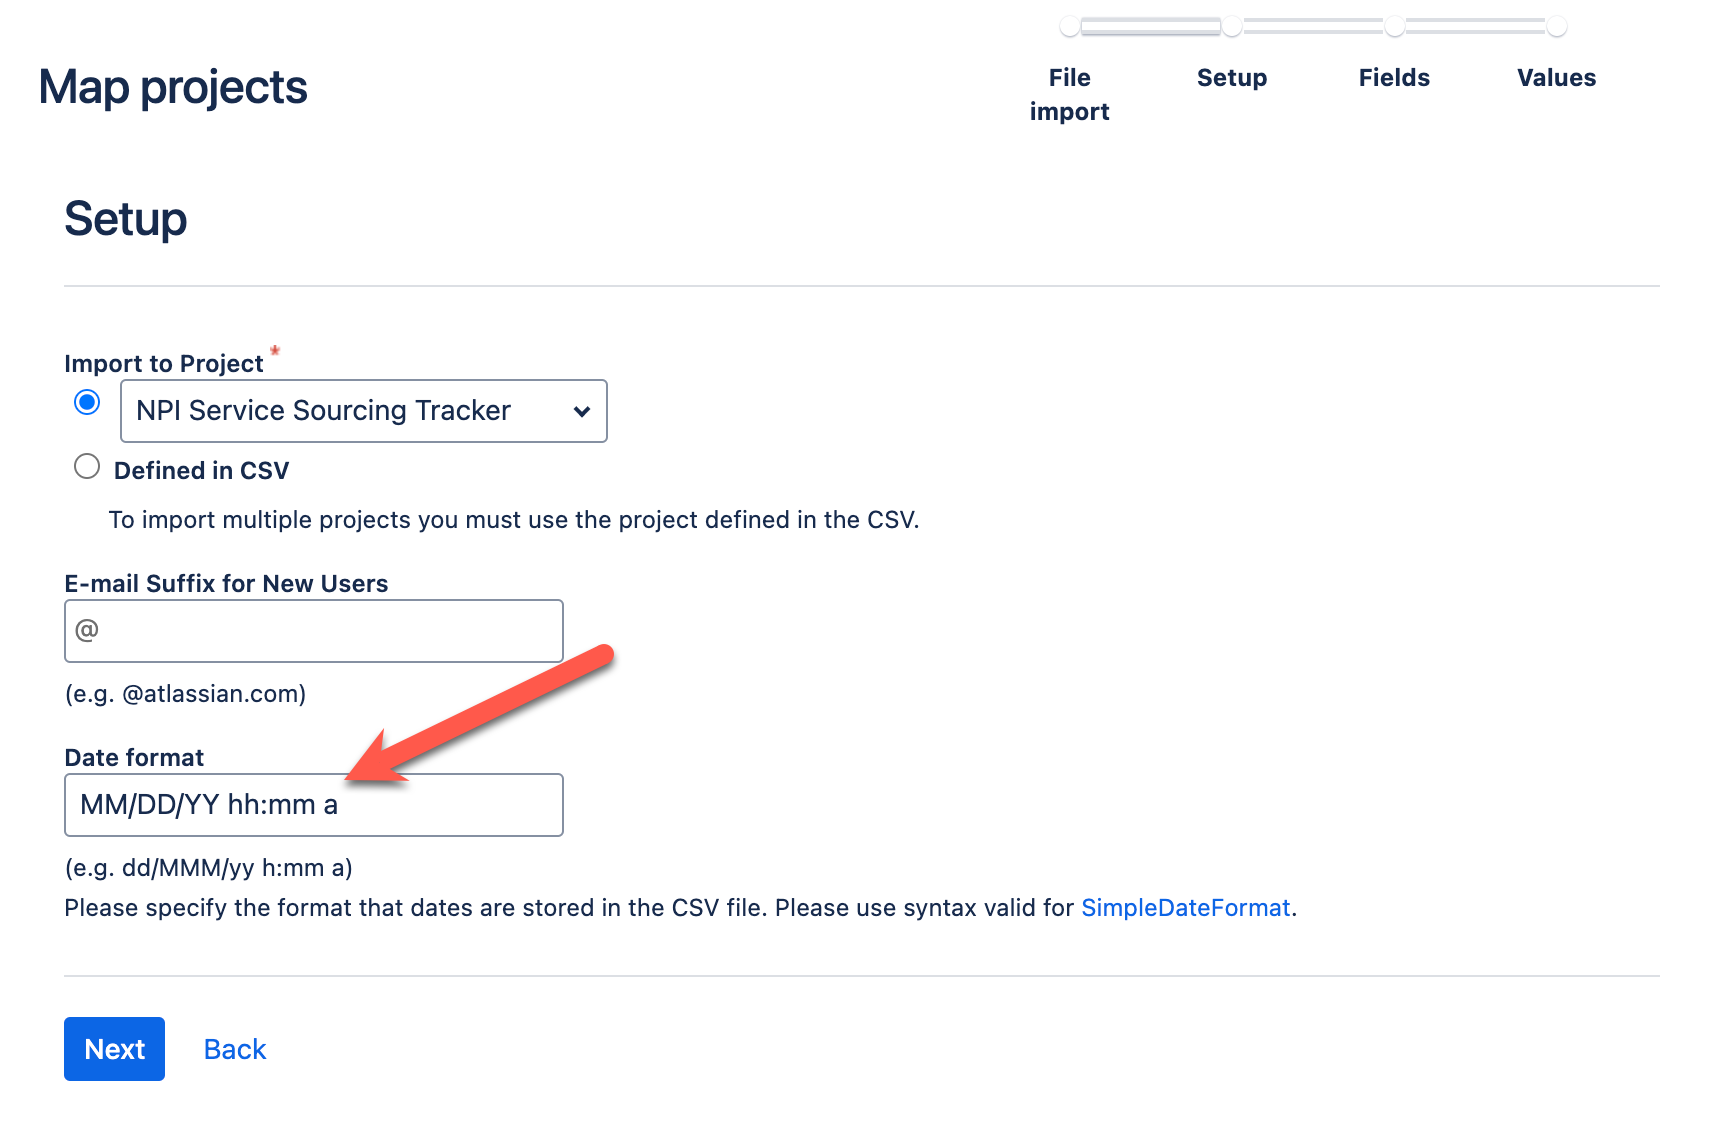 Map projects
File import
Setup
Fields
Values
Setup
Import to Project *
NPI Service Sourcing Tracker
Defined in CSV
To import multiple projects you must use the project defined in the CSV.
E-mail Suffix for New Users
@
(e.g. @atlassian.com)
Date format
MM/DD/YY hh:mm a
(e.g. dd/MMM/yy h:mm a)
Please specify the format that dates are stored in the CSV file. Please use syntax valid for SimpleDateFormat.
Next
Back